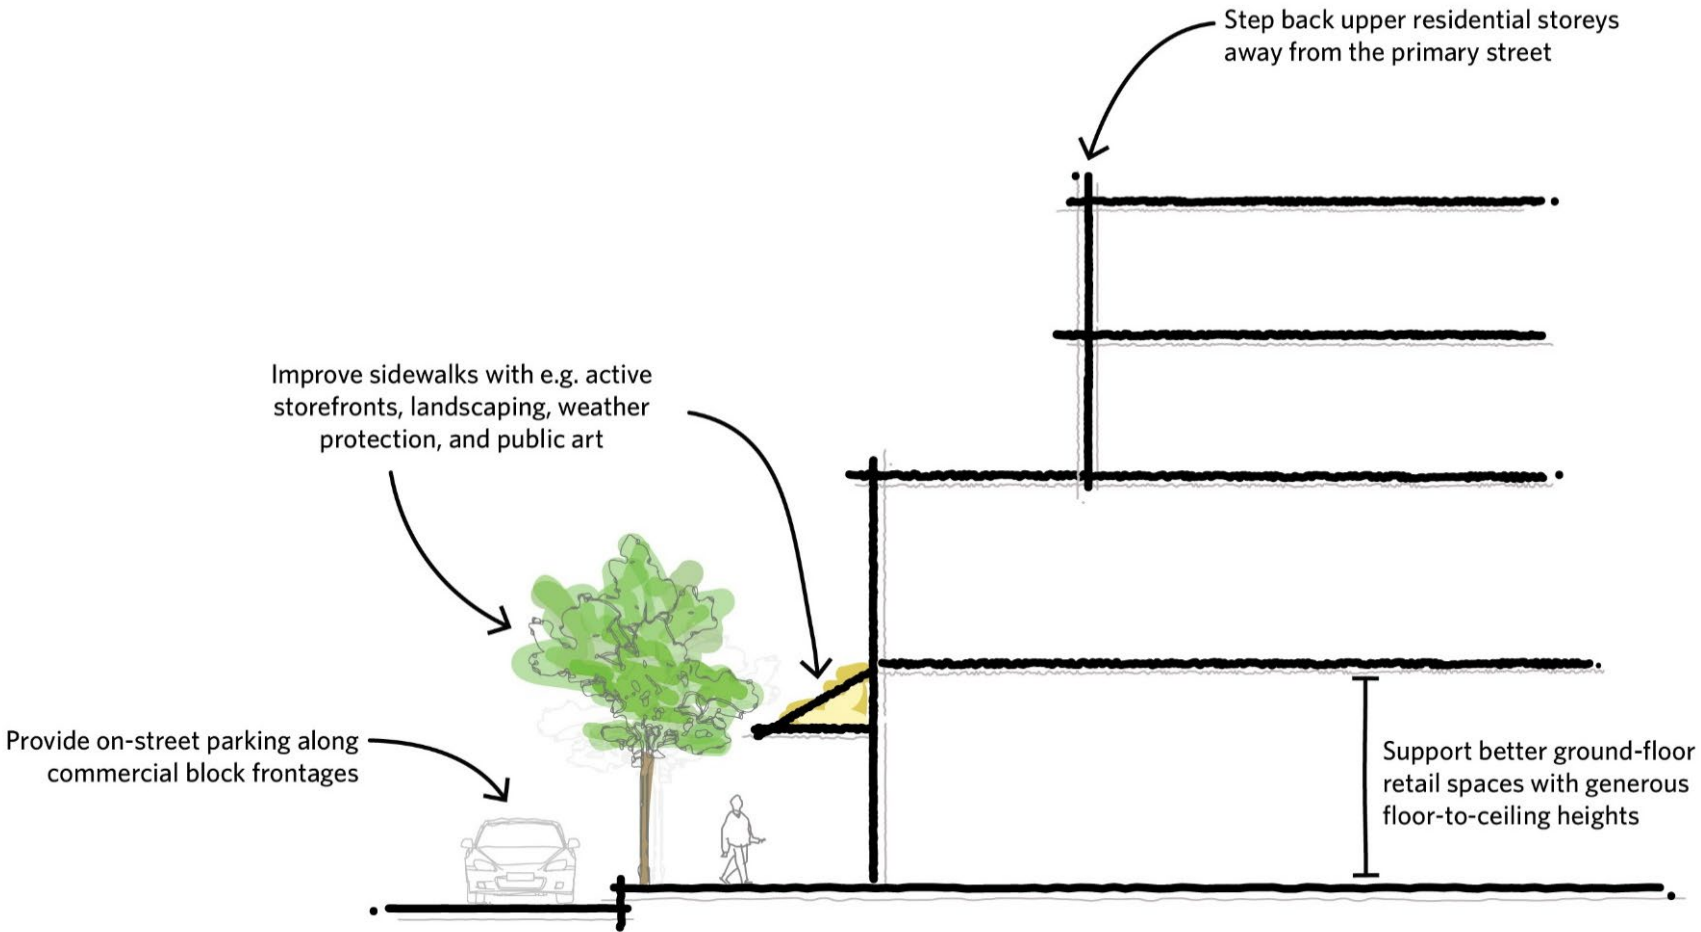 Step back upper residential storeys
away from the primary street
Improve sidewalks with e.g. active
storefronts, landscaping, weather
protection, and public art
Provide on-street parking along
commercial block frontages
Support better ground-floor
retail spaces with generous
floor-to-ceiling heights